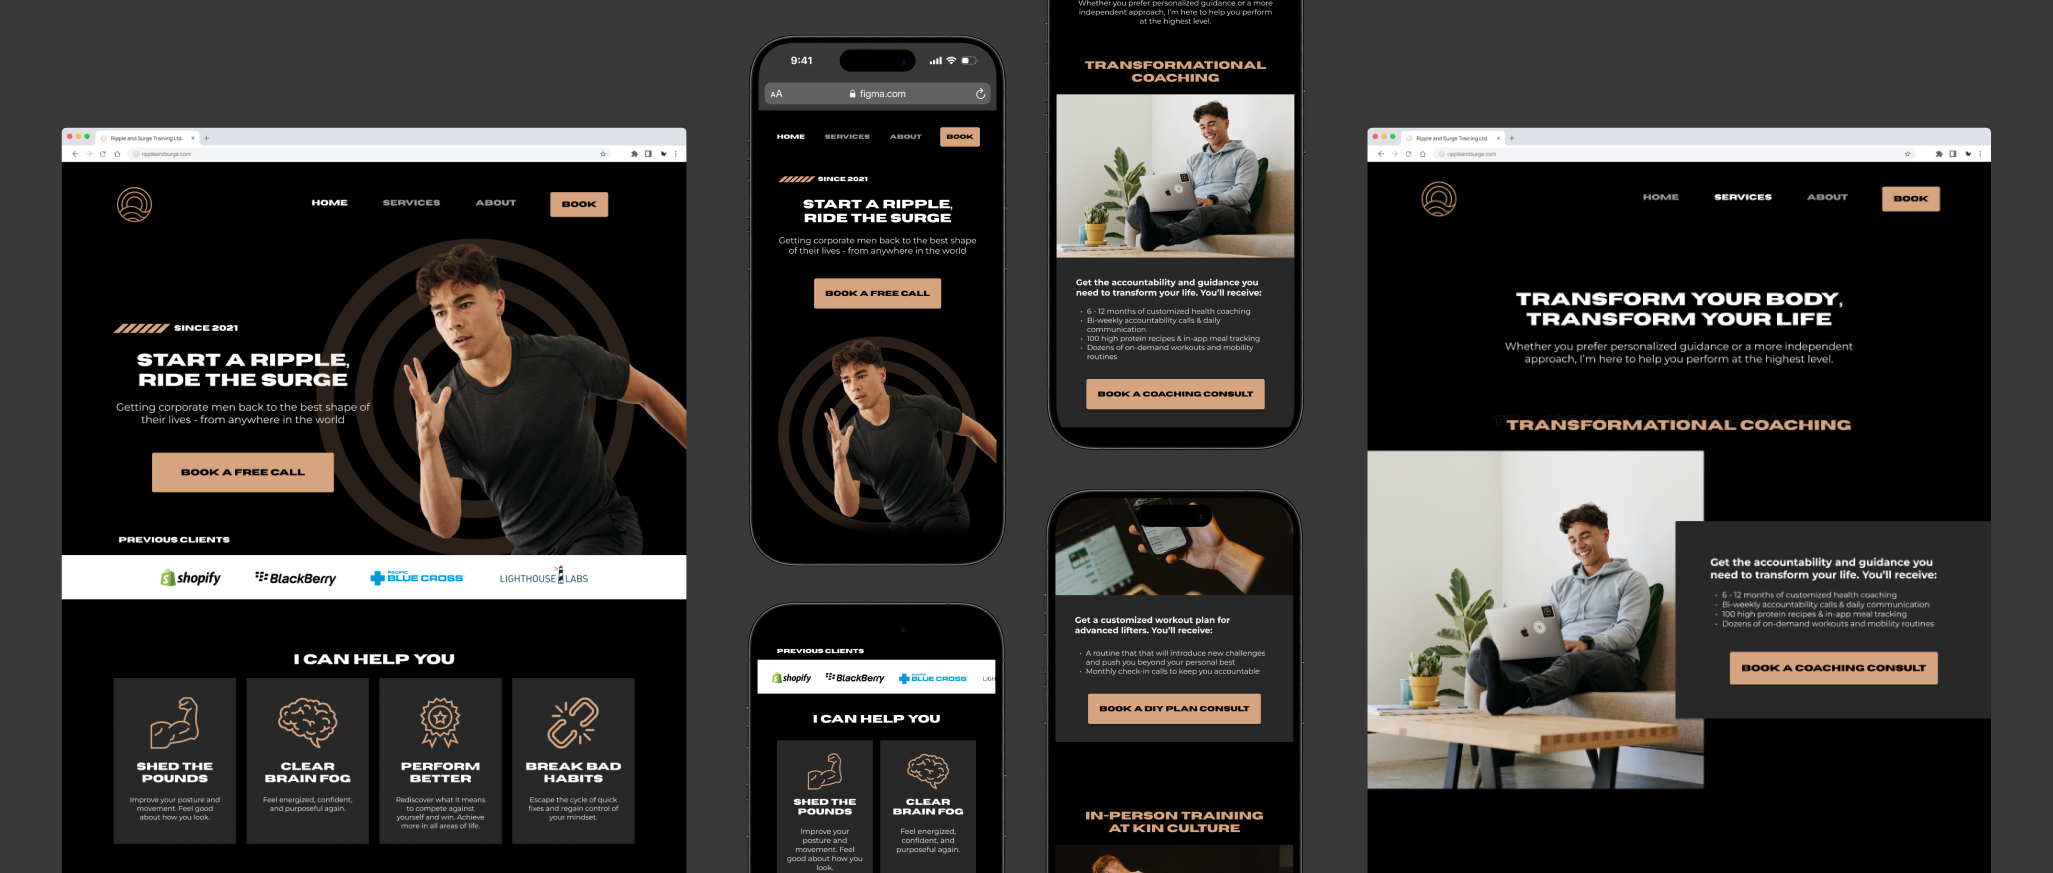 Ripple and Surge Training Ltd.
rippleandsurge.com
HOME SERVICES ABOUT BOOK
SINCE 2021
START A RIPPLE,
RIDE THE SURGE
Getting corporate men back to the best shape of
their lives - from anywhere in the world
BOOK A FREE CALL
PREVIOUS CLIENTS
shopify BlackBerry PACIFIC BLUE CROSS LIGHTHOUSE LABS
I CAN HELP YOU
SHED THE
POUNDS
Improve your posture and
movement. Feel good
about how you look.
CLEAR
BRAIN FOG
Feel energized, confident,
and purposeful again.
PERFORM
BETTER
Rediscover what it means
to compete against
yourself and win. Achieve
more in all areas of life.
BREAK BAD
HABITS
Escape the cycle of quick
fixes and regain control of
your mindset.
9:41
AA figma.com
HOME SERVICES ABOUT BOOK
SINCE 2021
START A RIPPLE,
RIDE THE SURGE
Getting corporate men back to the best shape
of their lives - from anywhere in the world
BOOK A FREE CALL
PREVIOUS CLIENTS
shopify BlackBerry PACIFIC BLUE CROSS LIGH
I CAN HELP YOU
SHED THE
POUNDS
Improve your
posture and
movement. Feel
good about how you
look.
CLEAR
BRAIN FOG
Feel energized,
confident, and
purposeful again.
Whether you prefer personalized guidance or a more
independent approach, I'm here to help you perform
at the highest level.
TRANSFORMATIONAL
COACHING
Get the accountability and guidance you
need to transform your life. You'll receive:
• 6 - 12 months of customized health coaching
• Bi-weekly accountability calls & daily
communication
• 100 high protein recipes & in-app meal tracking
• Dozens of on-demand workouts and mobility
routines
BOOK A COACHING CONSULT
Get a customized workout plan for
advanced lifters. You'll receive:
• A routine that that will introduce new challenges
and push you beyond your personal best
• Monthly check-in calls to keep you accountable
BOOK A DIY PLAN CONSULT
IN-PERSON TRAINING
AT KIN CULTURE
Ripple and Surge Training Ltd.
rippleandsurge.com
HOME SERVICES ABOUT BOOK
TRANSFORM YOUR BODY,
TRANSFORM YOUR LIFE
Whether you prefer personalized guidance or a more independent
approach, I'm here to help you perform at the highest level.
TRANSFORMATIONAL COACHING
Get the accountability and guidance you
need to transform your life. You'll receive:
• 6 - 12 months of customized health coaching
• Bi-weekly accountability calls & daily communication
• 100 high protein recipes & in-app meal tracking
• Dozens of on-demand workouts and mobility routines
BOOK A COACHING CONSULT